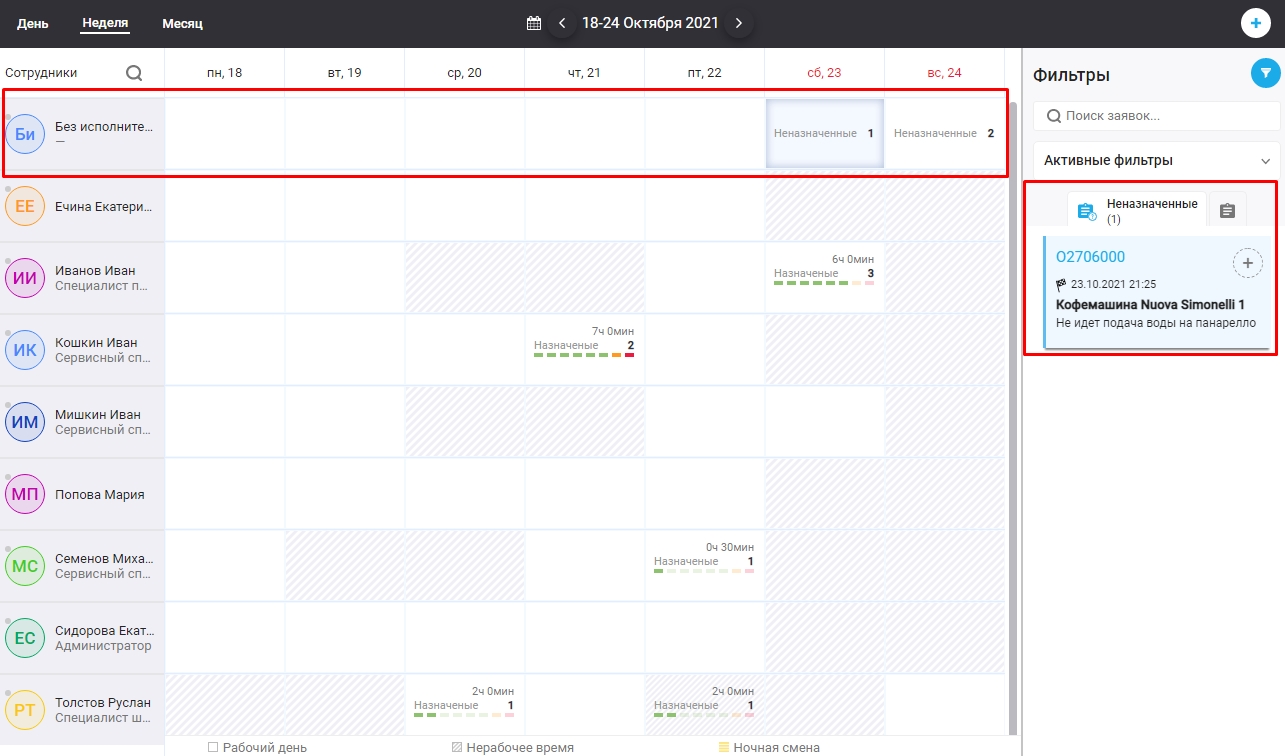 День Неделя Месяц 18-24 Октября 2021
Сотрудники пн, 18 вт, 19 ср, 20 чт, 21 пт, 22 сб, 23 вс, 24
Би Без исполните...
—
Неназначенные 1 Неназначенные 2
ЕЕ Ечина Екатери...
ИИ Иванов Иван
Специалист п...
6ч 0мин
Назначеные 3
ИК Кошкин Иван
Сервисный сп...
7ч 0мин
Назначеные 2
ИМ Мишкин Иван
Сервисный сп...
МП Попова Мария
МС Семенов Миха...
Сервисный сп...
0ч 30мин
Назначеные 1
ЕС Сидорова Екат...
Администратор
РТ Толстов Руслан
Специалист ш...
2ч 0мин
Назначеные 1
2ч 0мин
Назначеные 1
Рабочий день Нерабочее время Ночная смена
Фильтры
Поиск заявок...
Активные фильтры
Неназначенные
(1)
О2706000
23.10.2021 21:25
Кофемашина Nuova Simonelli 1
Не идет подача воды на панарелло